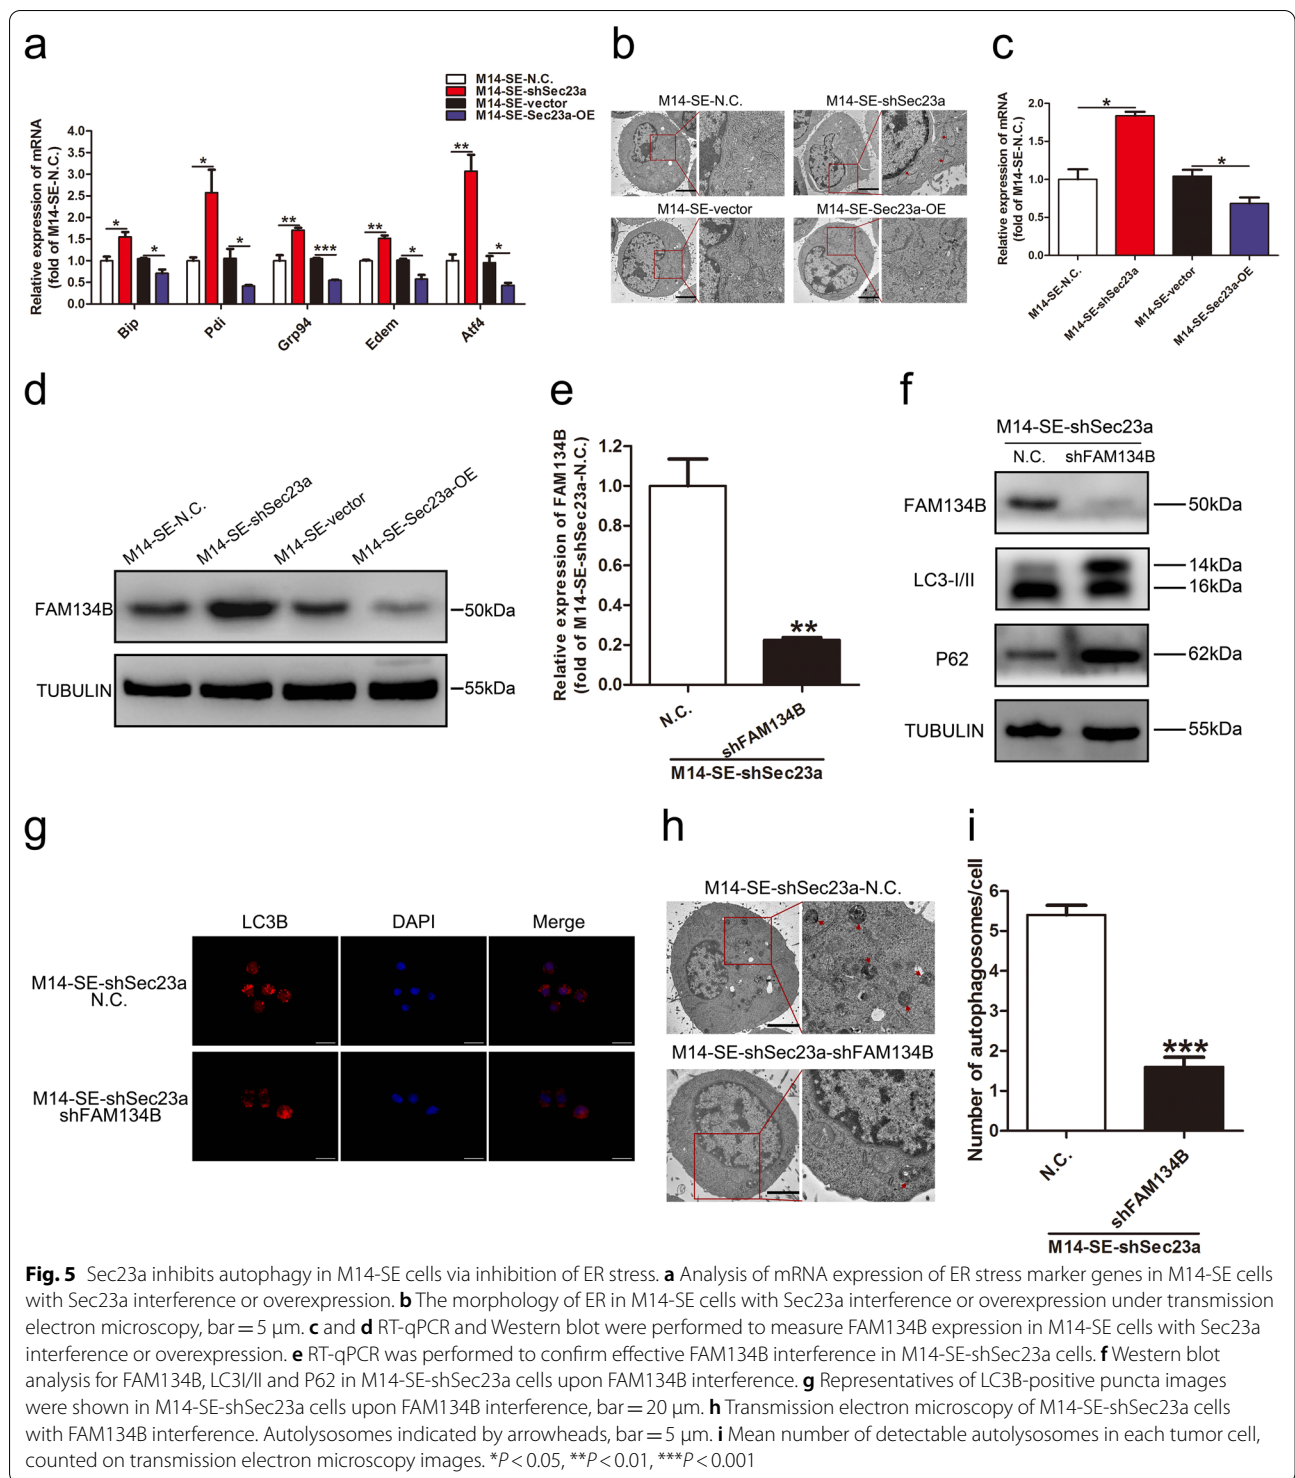 a
M14-SE-N.C.
M14-SE-shSec23a
M14-SE-vector
M14-SE-Sec23a-OE
Relative expression of mRNA
(fold of M14-SE-N.C.)
4.0
3.5
3.0
2.5
2.0
1.5
1.0
0.5
0.0
* * * * ** *** ** * ** *
Bip Pdi Grp94 Edem Atf4
b
M14-SE-N.C. M14-SE-shSec23a
M14-SE-vector M14-SE-Sec23a-OE
c
Relative expression of mRNA
(fold of M14-SE-N.C.)
2.0
1.5
1.0
0.5
0.0
* *
M14-SE-N.C. M14-SE-shSec23a M14-SE-vector M14-SE-Sec23a-OE
d
M14-SE-N.C. M14-SE-shSec23a M14-SE-vector M14-SE-Sec23a-OE
FAM134B 50kDa
TUBULIN 55kDa
e
Relative expression of FAM134B
(fold of M14-SE-shSec23a-N.C.)
1.2
1.0
0.8
0.6
0.4
0.2
0.0
**
N.C. shFAM134B
M14-SE-shSec23a
f
M14-SE-shSec23a
N.C. shFAM134B
FAM134B 50kDa
LC3-I/II 14kDa
16kDa
P62 62kDa
TUBULIN 55kDa
g
LC3B DAPI Merge
M14-SE-shSec23a
N.C.
M14-SE-shSec23a
shFAM134B
h
M14-SE-shSec23a-N.C.
M14-SE-shSec23a-shFAM134B
i
Number of autophagosomes/cell
6
5
4
3
2
1
0
***
N.C. shFAM134B
M14-SE-shSec23a
Fig. 5 Sec23a inhibits autophagy in M14-SE cells via inhibition of ER stress. a Analysis of mRNA expression of ER stress marker genes in M14-SE cells
with Sec23a interference or overexpression. b The morphology of ER in M14-SE cells with Sec23a interference or overexpression under transmission
electron microscopy, bar = 5 μm. c and d RT-qPCR and Western blot were performed to measure FAM134B expression in M14-SE cells with Sec23a
interference or overexpression. e RT-qPCR was performed to confirm effective FAM134B interference in M14-SE-shSec23a cells. f Western blot
analysis for FAM134B, LC3I/II and P62 in M14-SE-shSec23a cells upon FAM134B interference. g Representatives of LC3B-positive puncta images
were shown in M14-SE-shSec23a cells upon FAM134B interference, bar = 20 μm. h Transmission electron microscopy of M14-SE-shSec23a cells
with FAM134B interference. Autolysosomes indicated by arrowheads, bar = 5 μm. i Mean number of detectable autolysosomes in each tumor cell,
counted on transmission electron microscopy images. *P < 0.05, **P < 0.01, ***P < 0.001